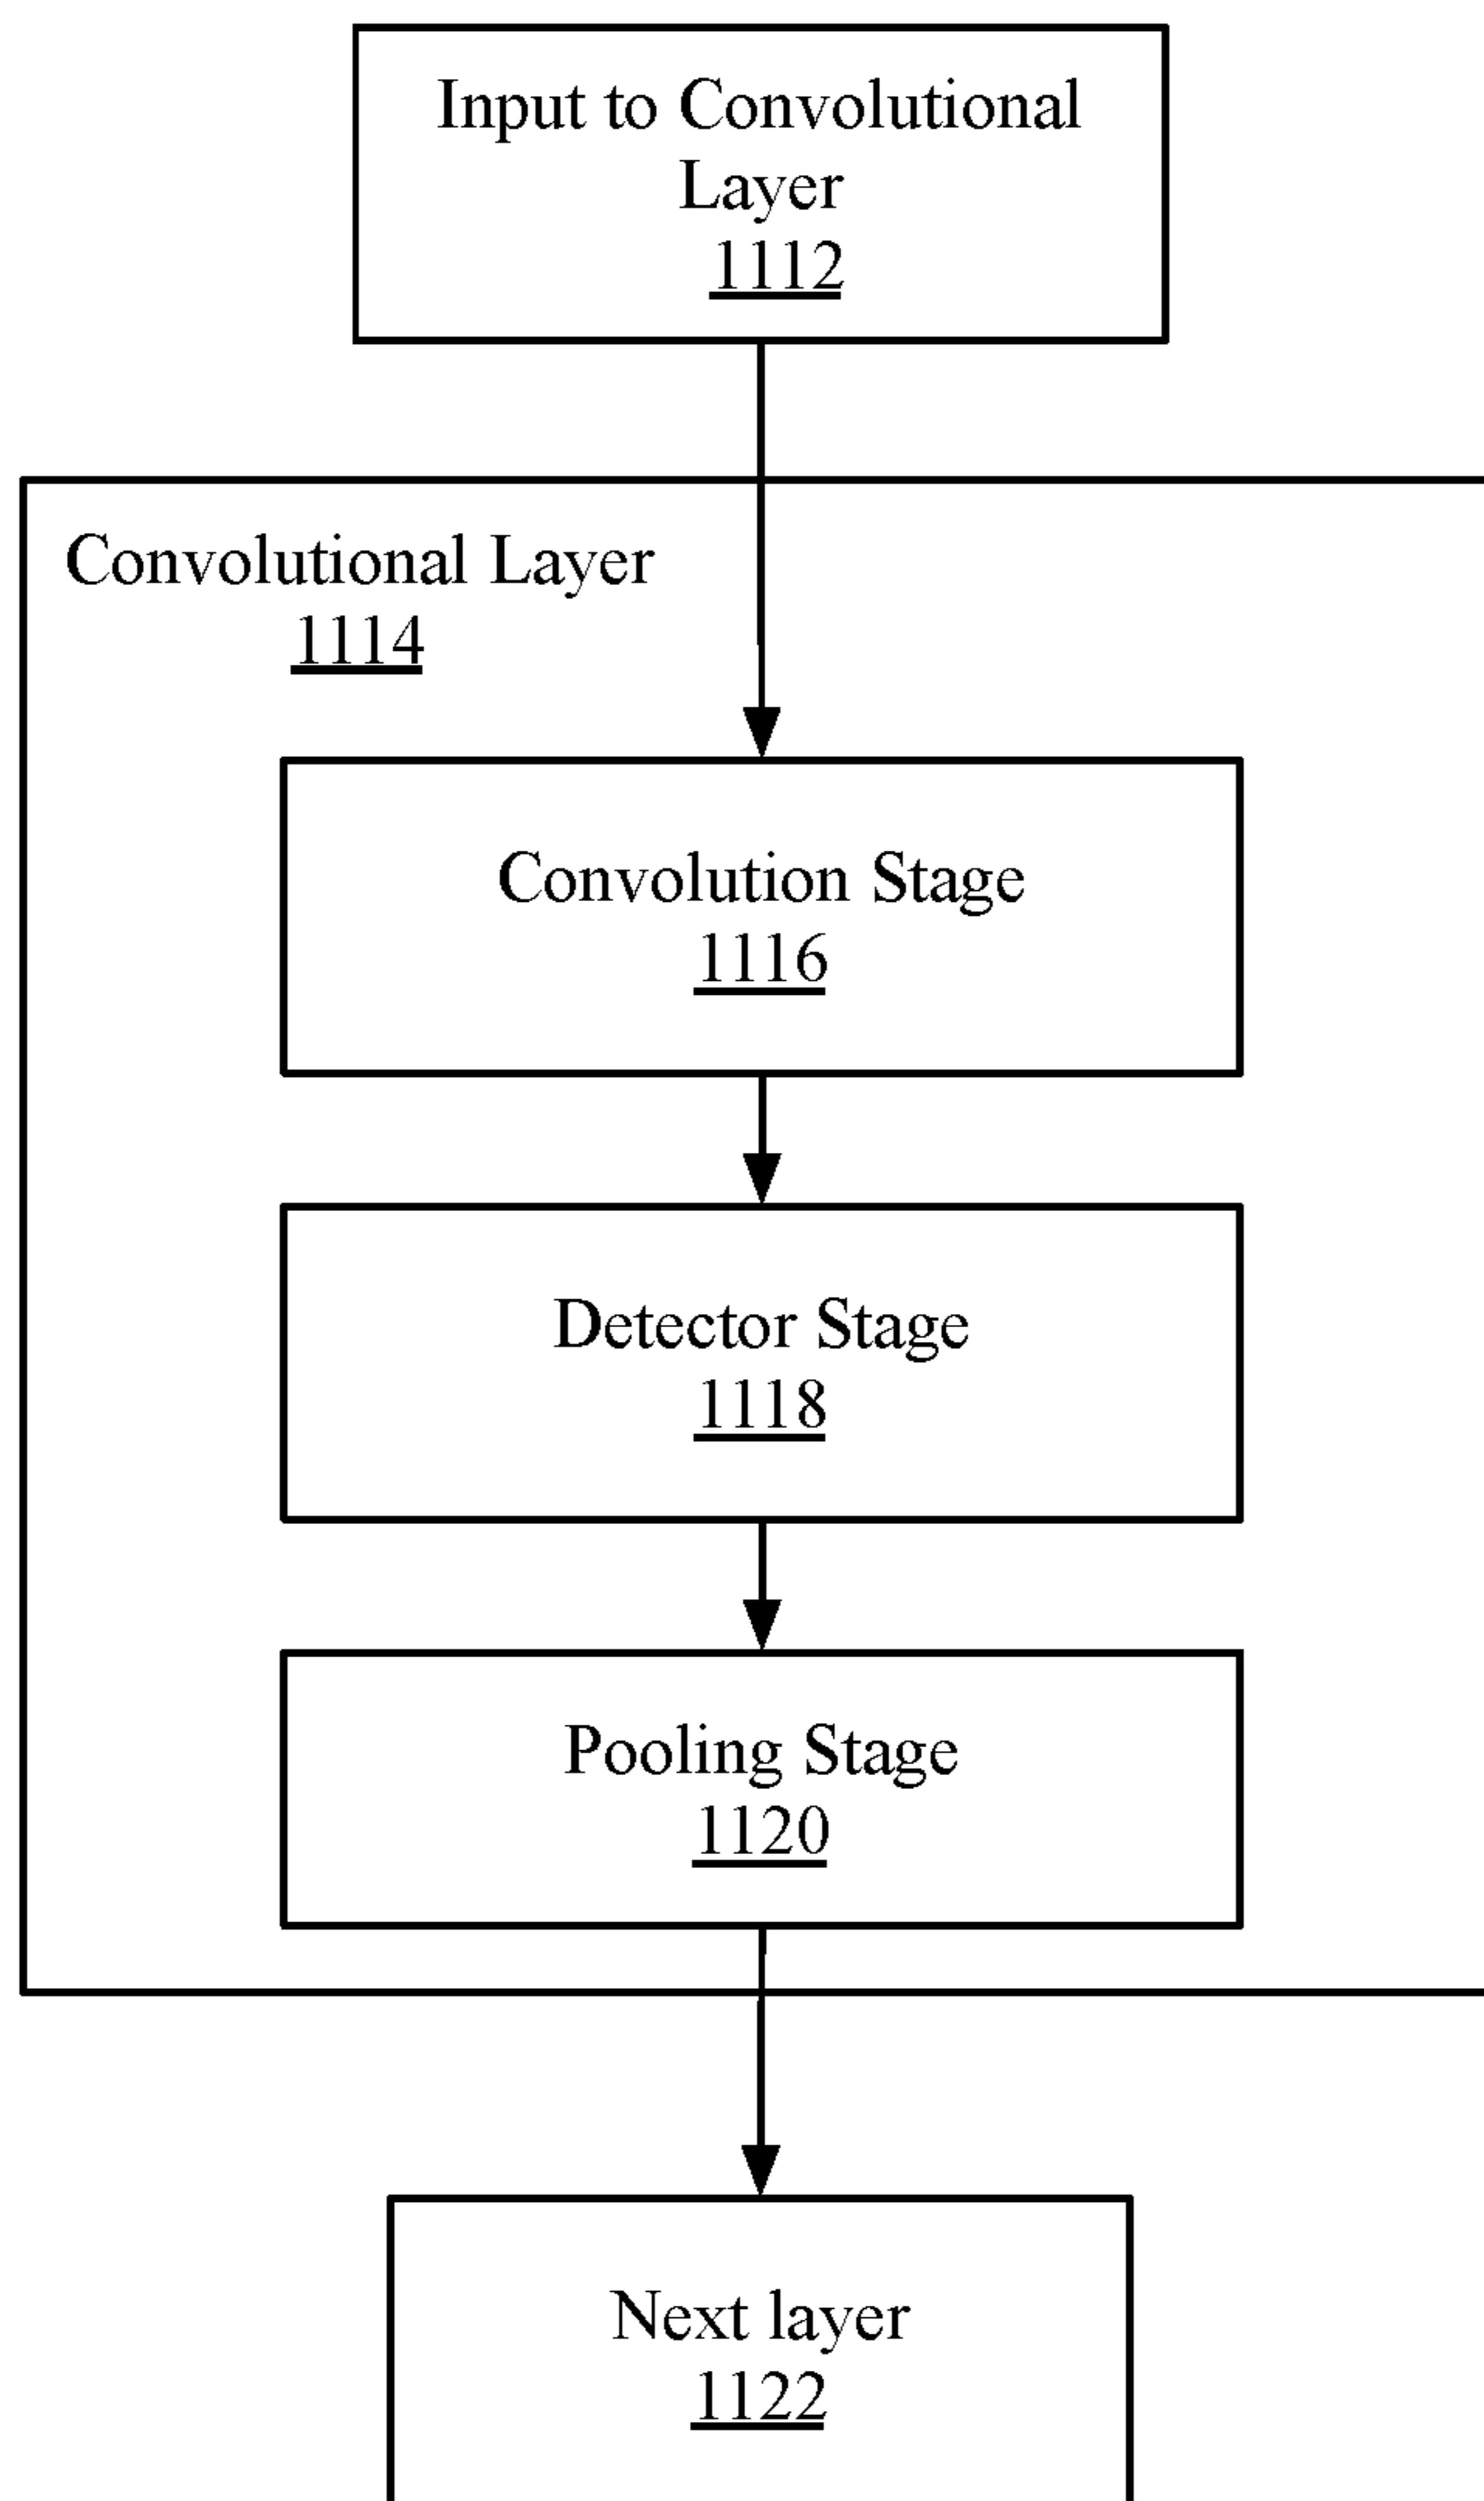 Input to Convolutional
Layer
1112
Convolutional Layer
1114
Convolution Stage
1116
Detector Stage
1118
Pooling Stage
1120
Next layer
1122